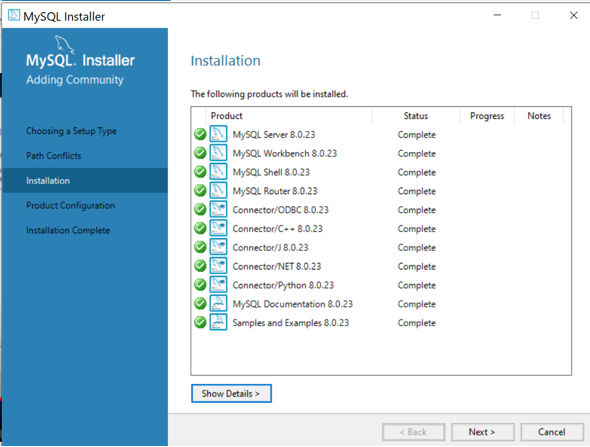 MySQL Installer
MySQL. Installer
Adding Community
Choosing a Setup Type
Path Conflicts
Installation
Product Configuration
Installation Complete
Installation
The following products will be installed.
Product Status Progress Notes
MySQL Server 8.0.23 Complete
MySQL Workbench 8.0.23 Complete
MySQL Shell 8.0.23 Complete
MySQL Router 8.0.23 Complete
Connector/ODBC 8.0.23 Complete
Connector/C++ 8.0.23 Complete
Connector/J 8.0.23 Complete
Connector/NET 8.0.23 Complete
Connector/Python 8.0.23 Complete
MySQL Documentation 8.0.23 Complete
Samples and Examples 8.0.23 Complete
Show Details >
< Back Next > Cancel